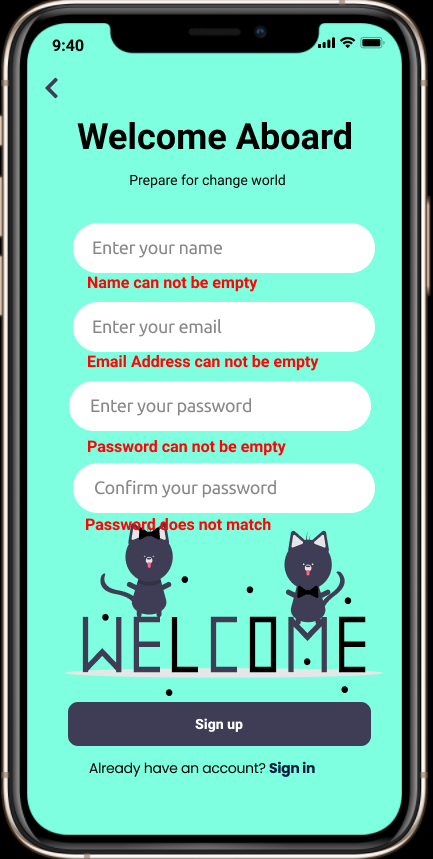 9:40
Welcome Aboard
Prepare for change world
Enter your name
Name can not be empty
Enter your email
Email Address can not be empty
Enter your password
Password can not be empty
Confirm your password
Password does not match
WELCOME
Sign up
Already have an account? Sign in